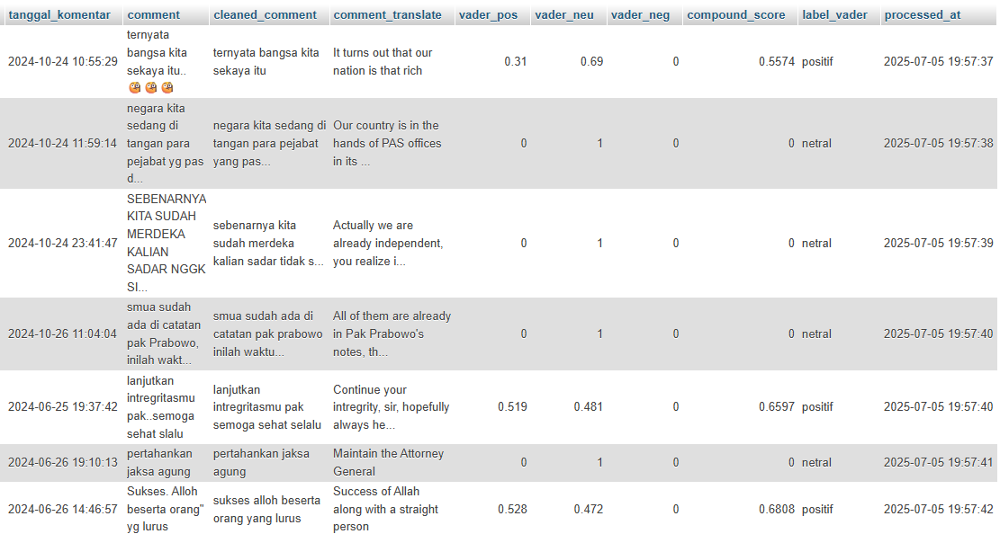 tanggal_komentar comment cleaned_comment comment_translate vader_pos vader_neu vader_neg compound_score label_vader processed_at
2024-10-24 10:55:29
ternyata
bangsa kita
sekaya itu..
🧐🧐🧐
ternyata bangsa kita
sekaya itu
It turns out that our
nation is that rich
0.31 0.69 0 0.5574 positif 2025-07-05 19:57:37
2024-10-24 11:59:14
negara kita
sedang di
tangan para
pejabat yg pas
d...
negara kita sedang di
tangan para pejabat
yang pas...
Our country is in the
hands of PAS offices
in its ...
0 1 0 0 netral 2025-07-05 19:57:38
2024-10-24 23:41:47
SEBENARNYA
KITA SUDAH
MERDEKA
KALIAN
SADAR NGGK
SI...
sebenarnya kita
sudah merdeka
kalian sadar tidak s...
Actually we are
already independent,
you realize i...
0 1 0 0 netral 2025-07-05 19:57:39
2024-10-26 11:04:04
smua sudah
ada di catatan
pak Prabowo,
inilah wakt...
smua sudah ada di
catatan pak prabowo
inilah waktu...
All of them are already
in Pak Prabowo's
notes, th...
0 1 0 0 netral 2025-07-05 19:57:40
2024-06-25 19:37:42
lanjutkan
intregritasmu
pak..semoga
sehat slalu
lanjutkan
intregritasmu pak
semoga sehat selalu
Continue your
intregrity, sir, hopefully
always he...
0.519 0.481 0 0.6597 positif 2025-07-05 19:57:40
2024-06-26 19:10:13
pertahankan
jaksa agung
pertahankan jaksa
agung
Maintain the Attorney
General
0 1 0 0 netral 2025-07-05 19:57:41
2024-06-26 14:46:57
Sukses. Alloh
beserta orang"
yg lurus
sukses alloh beserta
orang yang lurus
Success of Allah
along with a straight
person
0.528 0.472 0 0.6808 positif 2025-07-05 19:57:42